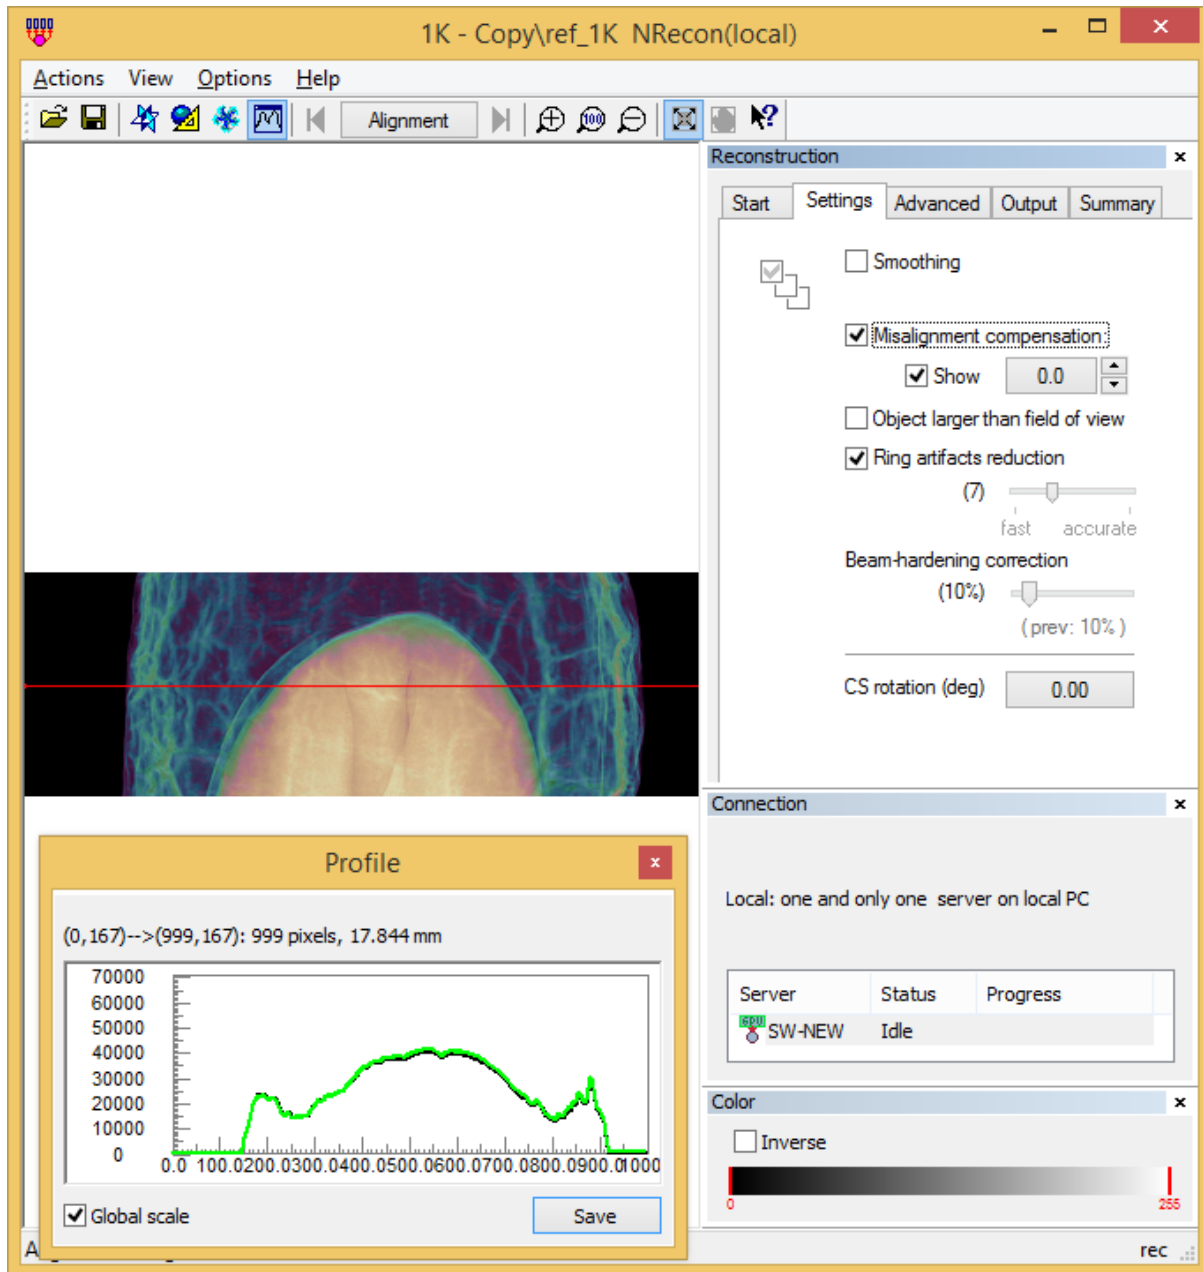 1K - Copy\ref_1K NRecon(local)
Actions View Options Help
Alignment
100
Reconstruction
Start Settings Advanced Output Summary
Smoothing
Misalignment compensation:
Show 0.0
Object larger than field of view
Ring artifacts reduction
(7)
fast accurate
Beam-hardening correction
(10%)
( prev: 10% )
CS rotation (deg) 0.00
Connection
Local: one and only one server on local PC
Server Status Progress
GPU SW-NEW Idle
Color
Inverse
0 255
Profile
(0,167)-->(999,167): 999 pixels, 17.844 mm
70000
60000
50000
40000
30000
20000
10000
0
0.0 100.0200.0300.0400.0500.0600.0700.0800.0900.01000
Global scale Save
rec